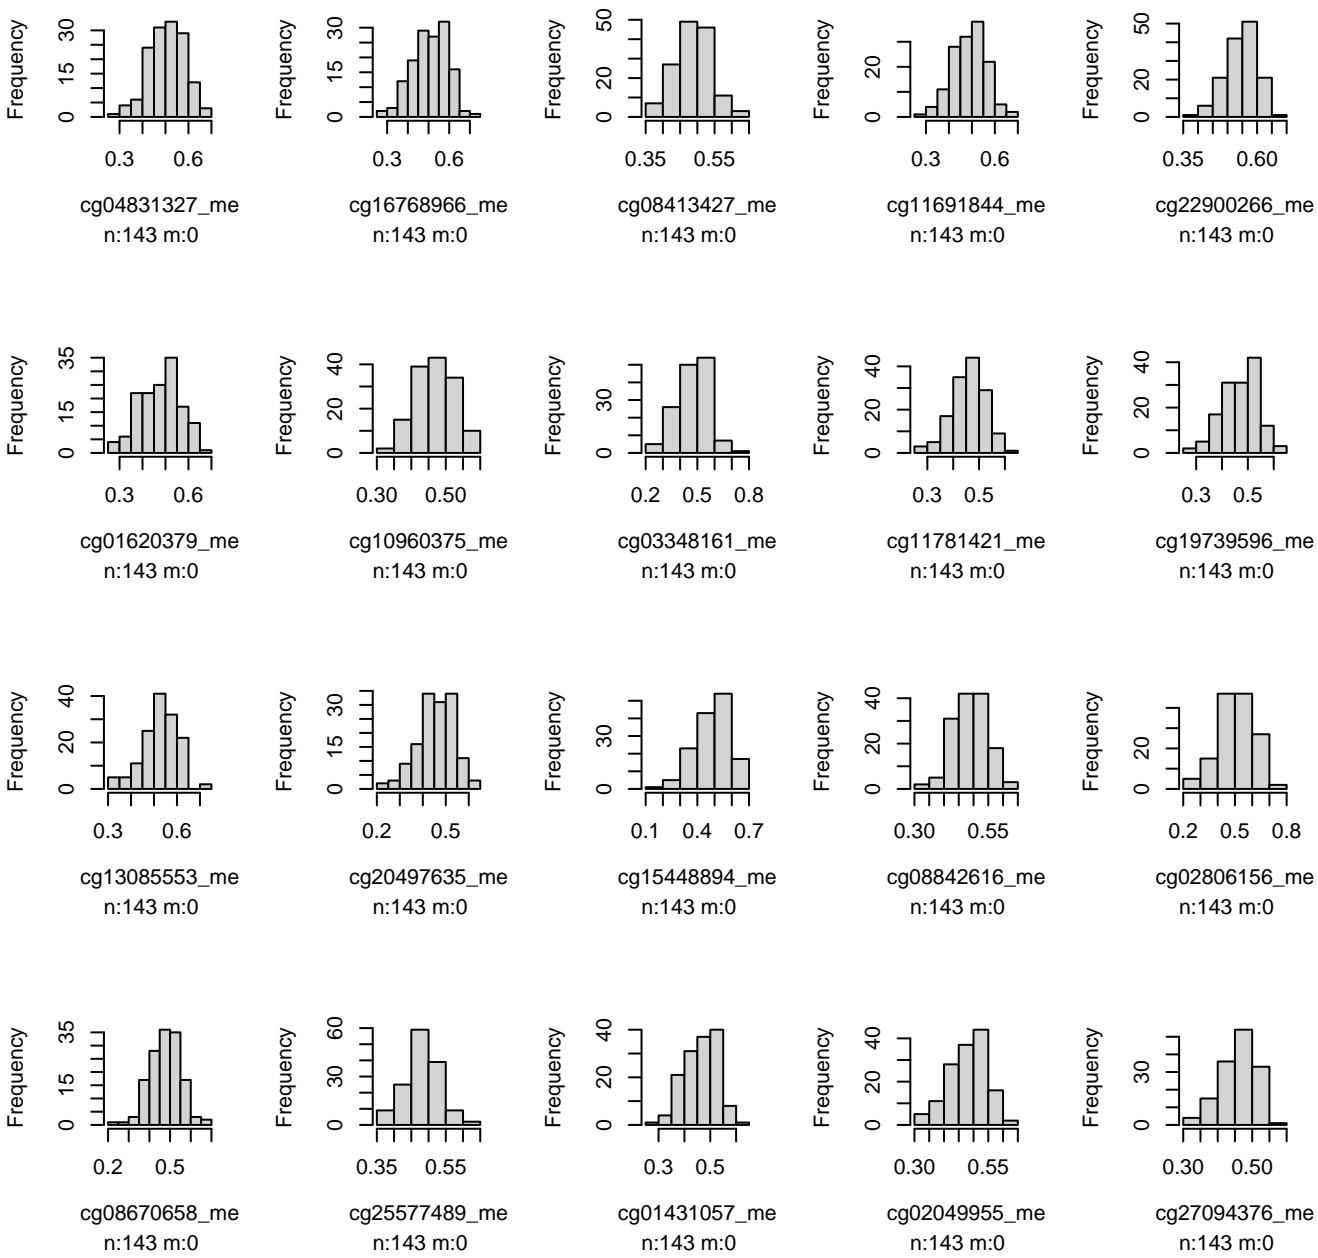 Frequency 0 15 30 0.3 0.6 cg04831327_me n:143 m:0
Frequency 0 10 20 30 0.3 0.6 cg16768966_me n:143 m:0
Frequency 0 20 50 0.35 0.55 cg08413427_me n:143 m:0
Frequency 0 20 0.3 0.6 cg11691844_me n:143 m:0
Frequency 0 20 50 0.35 0.60 cg22900266_me n:143 m:0
Frequency 0 15 35 0.3 0.6 cg01620379_me n:143 m:0
Frequency 0 20 40 0.30 0.50 cg10960375_me n:143 m:0
Frequency 0 30 0.2 0.5 0.8 cg03348161_me n:143 m:0
Frequency 0 20 40 0.3 0.5 cg11781421_me n:143 m:0
Frequency 0 20 40 0.3 0.5 cg19739596_me n:143 m:0
Frequency 0 20 40 0.3 0.6 cg13085553_me n:143 m:0
Frequency 0 15 30 0.2 0.5 cg20497635_me n:143 m:0
Frequency 0 30 0.1 0.4 0.7 cg15448894_me n:143 m:0
Frequency 0 20 40 0.30 0.55 cg08842616_me n:143 m:0
Frequency 0 20 0.2 0.5 0.8 cg02806156_me n:143 m:0
Frequency 0 15 35 0.2 0.5 cg08670658_me n:143 m:0
Frequency 0 30 60 0.35 0.55 cg25577489_me n:143 m:0
Frequency 0 20 40 0.3 0.5 cg01431057_me n:143 m:0
Frequency 0 20 40 0.30 0.55 cg02049955_me n:143 m:0
Frequency 0 30 0.30 0.50 cg27094376_me n:143 m:0